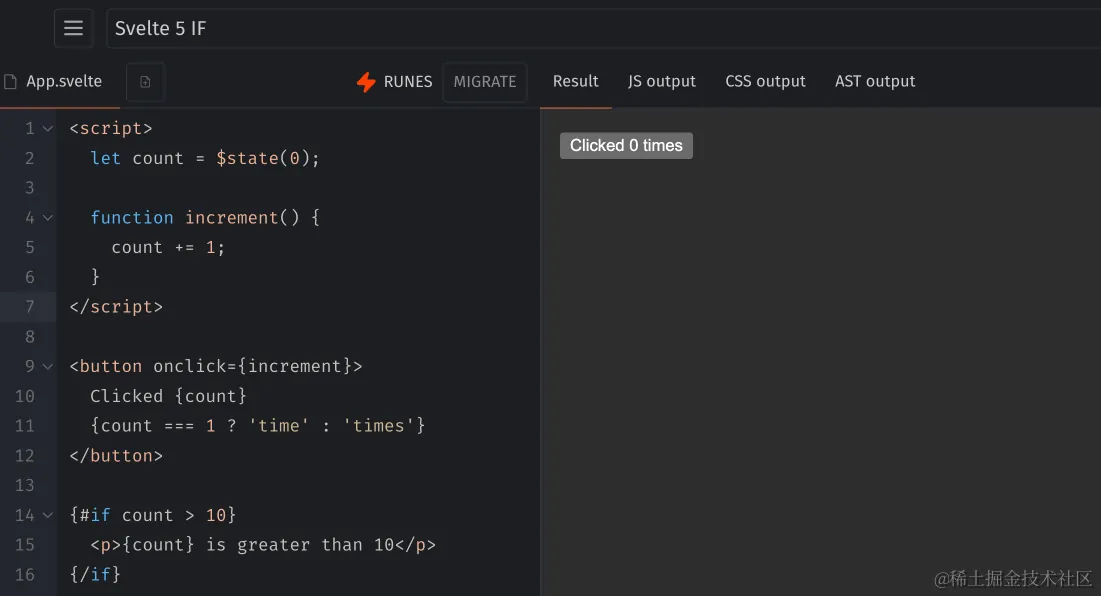 Svelte 5 IF
App.svelte
RUNES
MIGRATE
Result
JS output
CSS output
AST output
1 <script>
2   let count = $state(0);
3
4   function increment() {
5     count += 1;
6   }
7 </script>
8
9 <button onclick={increment}>
10   Clicked {count}
11   {count === 1 ? 'time' : 'times'}
12 </button>
13
14 {#if count > 10}
15   <p>{count} is greater than 10</p>
16 {/if}
Clicked 0 times
@稀土掘金技术社区